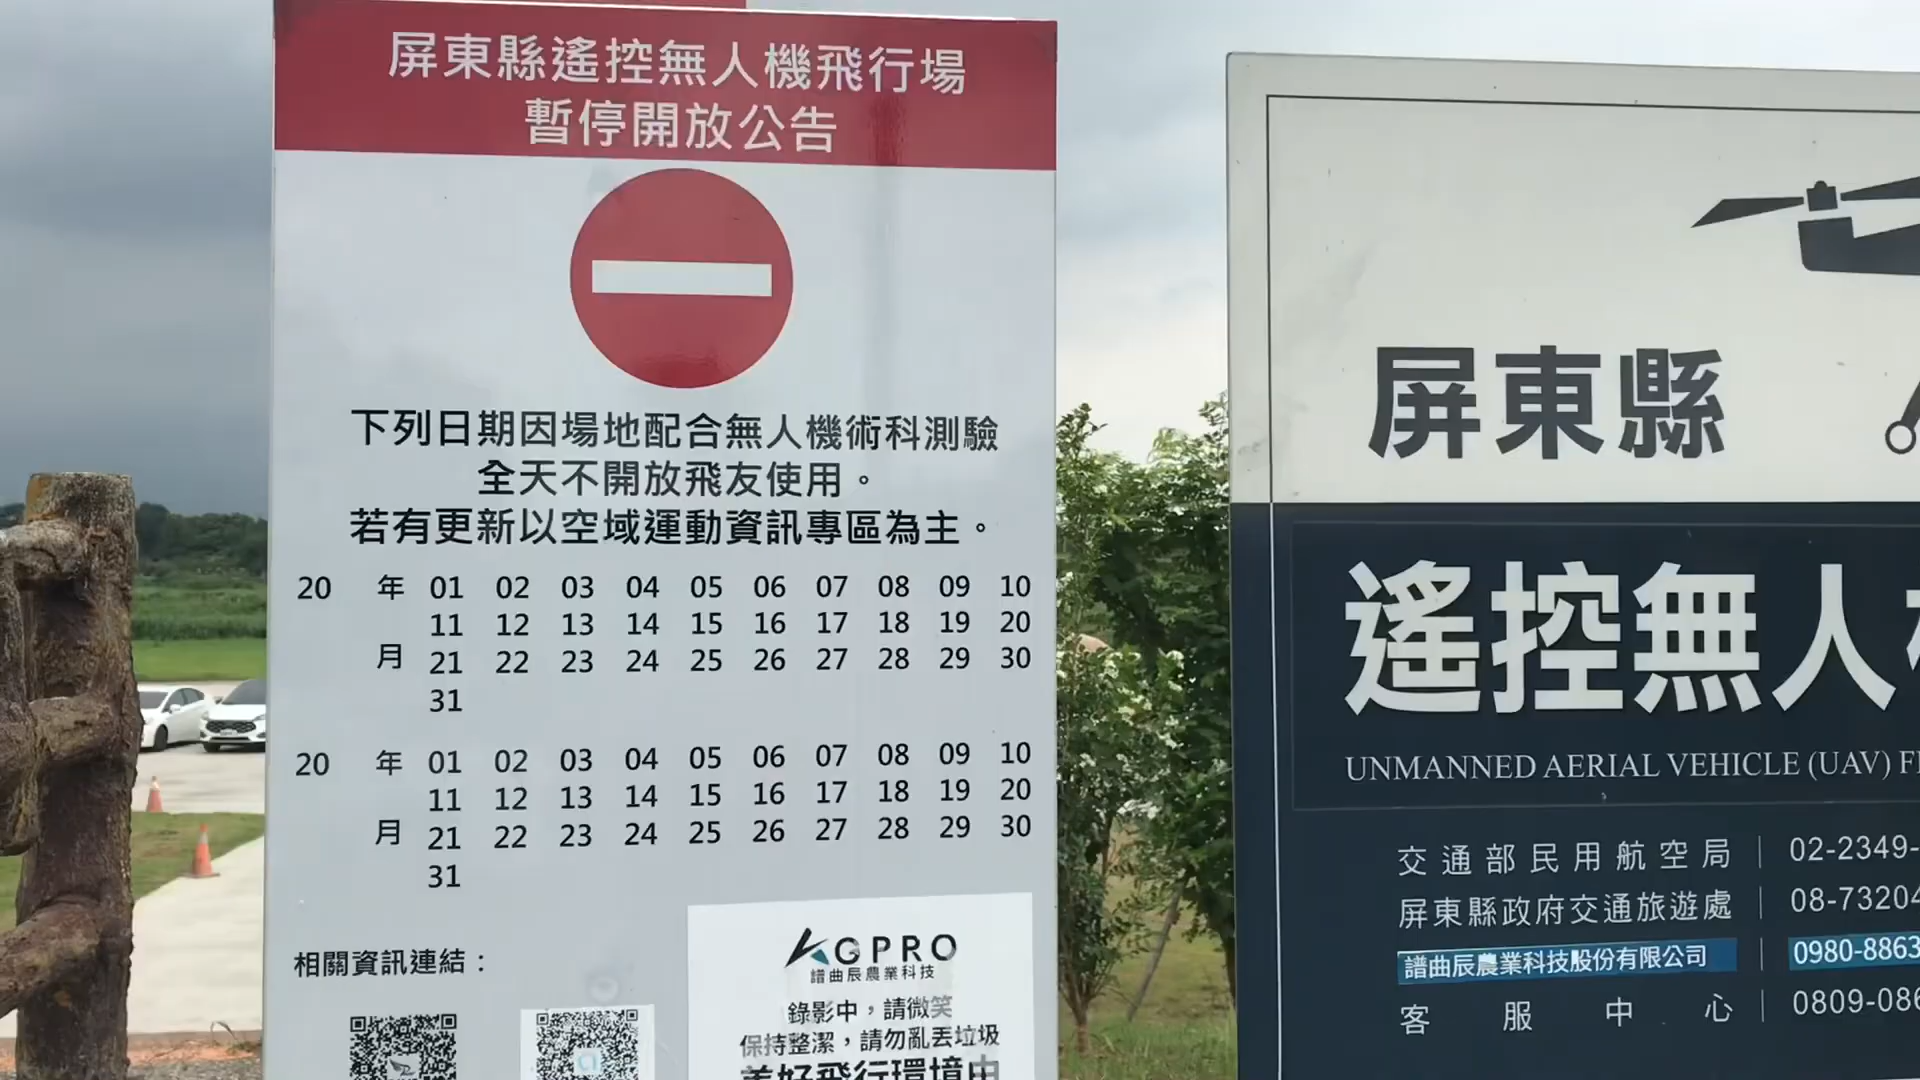 屏東縣遙控無人機飛行場
暫停開放公告
下列日期因場地配合無人機術科測驗
全天不開放飛友使用。
若有更新以空域運動資訊專區為主。
20 年 01 02 03 04 05 06 07 08 09 10
11 12 13 14 15 16 17 18 19 20
月 21 22 23 24 25 26 27 28 29 30
31
20 年 01 02 03 04 05 06 07 08 09 10
11 12 13 14 15 16 17 18 19 20
月 21 22 23 24 25 26 27 28 29 30
31
相關資訊連結：
AGPRO
譜曲辰農業科技
錄影中，請微笑
保持整潔，請勿亂丟垃圾
美好飛行環境由
屏東縣
遙控無人
UNMANNED AERIAL VEHICLE (UAV)
交通部民用航空局 | 02-2349-
屏東縣政府交通旅遊處 | 08-73204
譜曲辰農業科技股份有限公司 | 0980-8863
客服中心 | 0809-086